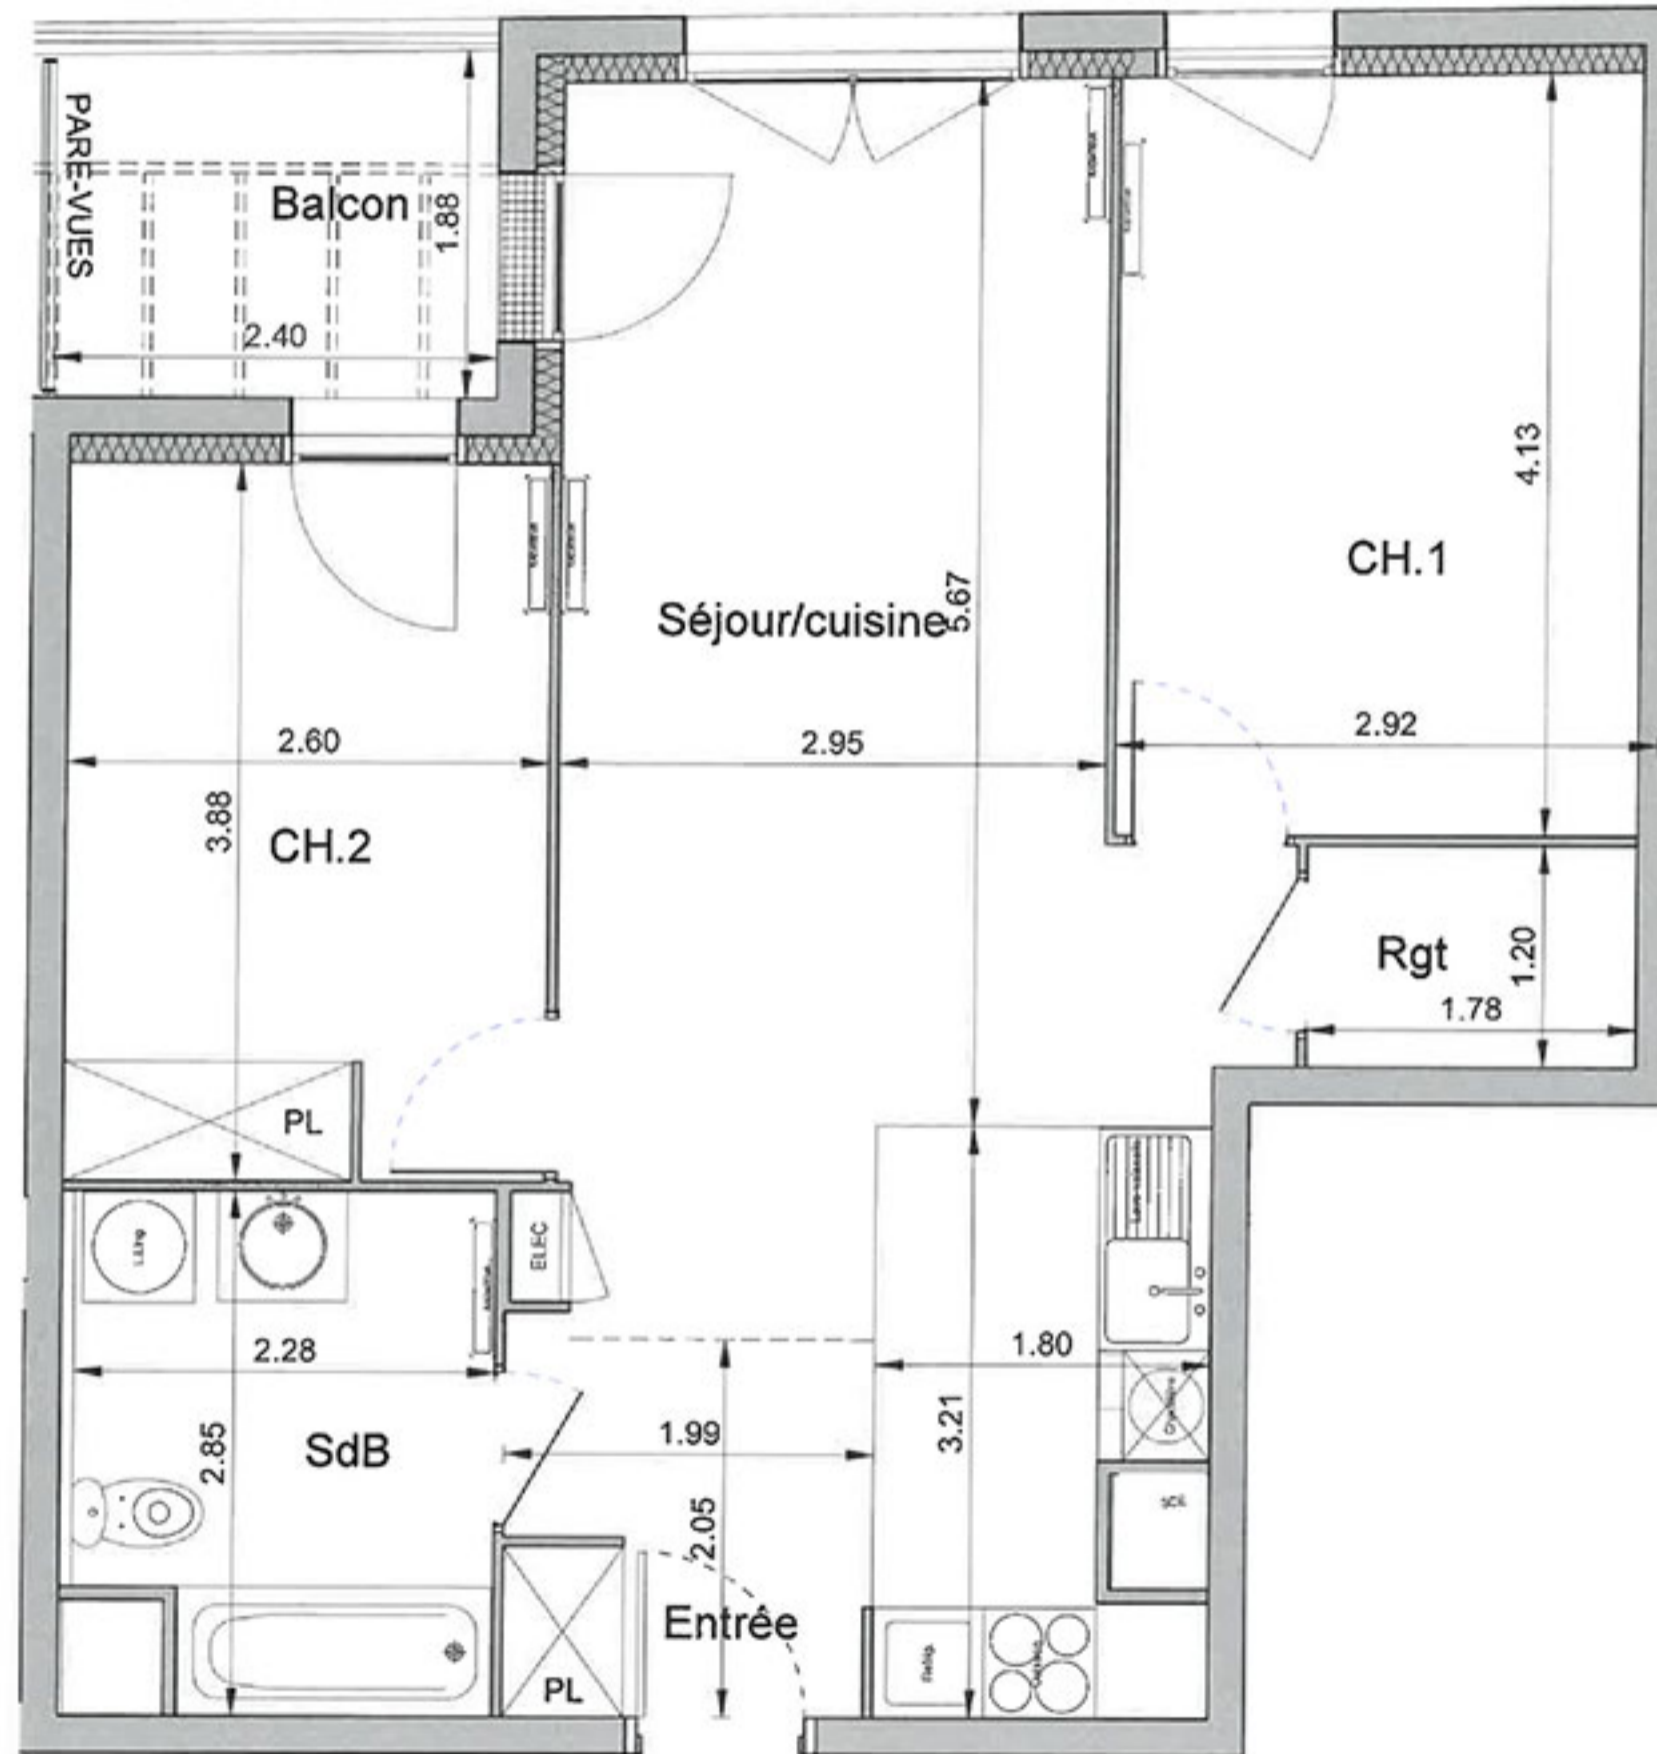 PARE-VUES
Balcon
1.88
2.40
4.13
CH.1
5.67
Séjour/cuisine
2.92
2.60
2.95
3.88
CH.2
Rgt
1.20
1.78
PL
ELEC
2.28
1.80
2.85
SdB
1.99
3.21
2.05
Entrée
PL